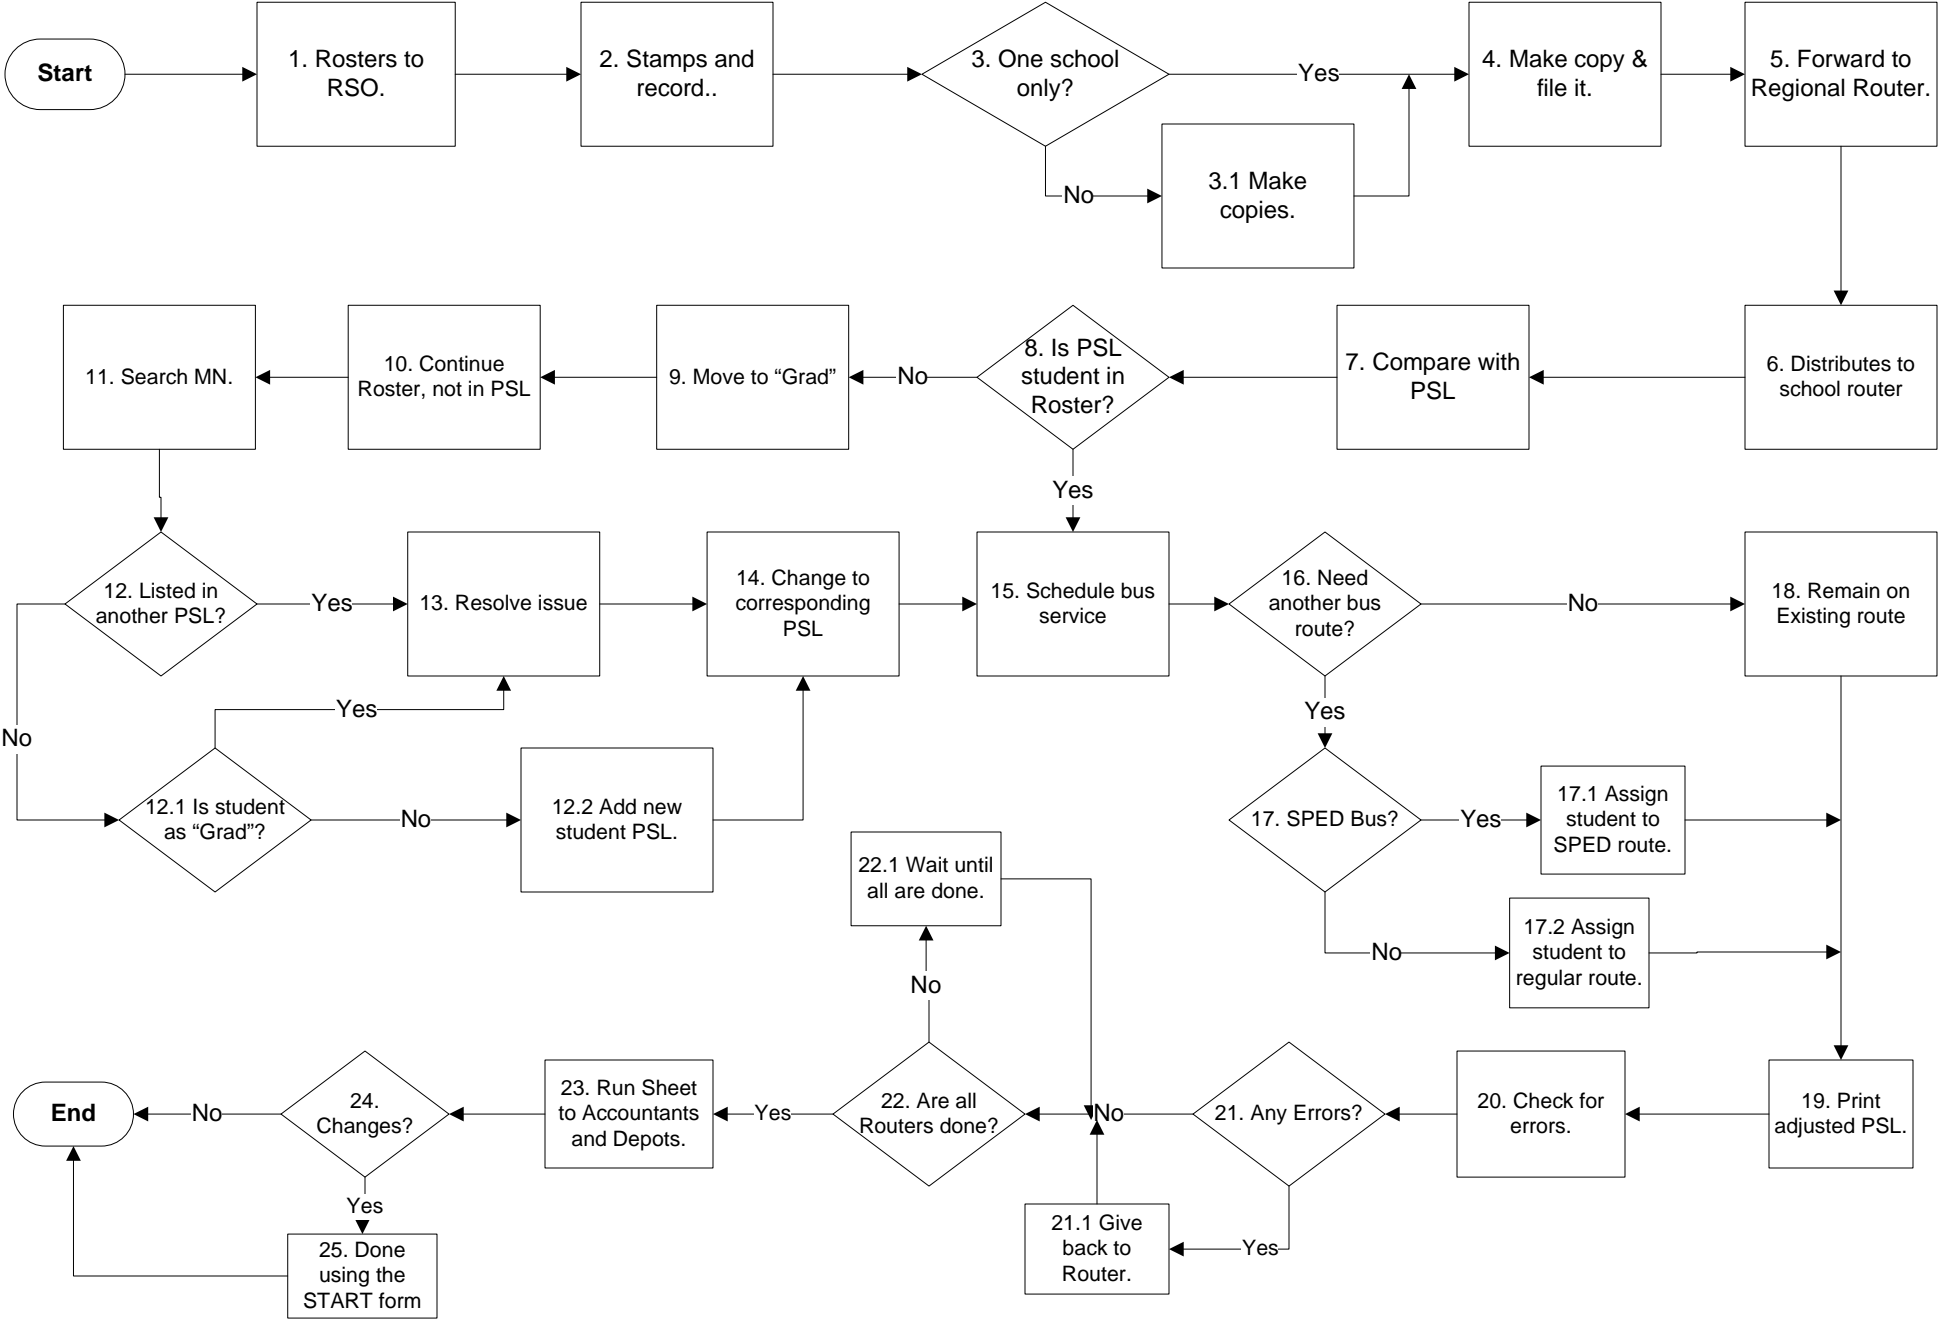 Start
1. Rosters to
RSO.
2. Stamps and
record..
3. One school
only?
Yes
4. Make copy &
file it.
5. Forward to
Regional Router.
No
3.1 Make
copies.
11. Search MN.
10. Continue
Roster, not in PSL
9. Move to “Grad”
No
8. Is PSL
student in
Roster?
7. Compare with
PSL
6. Distributes to
school router
Yes
12. Listed in
another PSL?
Yes
13. Resolve issue
14. Change to
corresponding
PSL
15. Schedule bus
service
16. Need
another bus
route?
No
18. Remain on
Existing route
Yes
Yes
No
12.1 Is student
as “Grad”?
No
12.2 Add new
student PSL.
17. SPED Bus?
Yes
17.1 Assign
student to
SPED route.
22.1 Wait until
all are done.
No
17.2 Assign
student to
regular route.
No
End
No
24.
Changes?
23. Run Sheet
to Accountants
and Depots.
Yes
22. Are all
Routers done?
No
21. Any Errors?
20. Check for
errors.
19. Print
adjusted PSL.
Yes
25. Done
using the
START form
21.1 Give
back to
Router.
Yes